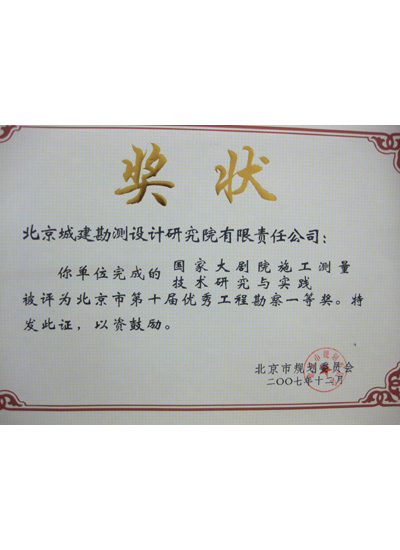 奖状
北京城建勘测设计研究院有限责任公司：
你单位完成的 国家大剧院施工测量
技术研究与实践
被评为北京市第十届优秀工程勘察一等奖。特
发此证，以资鼓励。
北京市规划委员会
二〇〇七年十二月